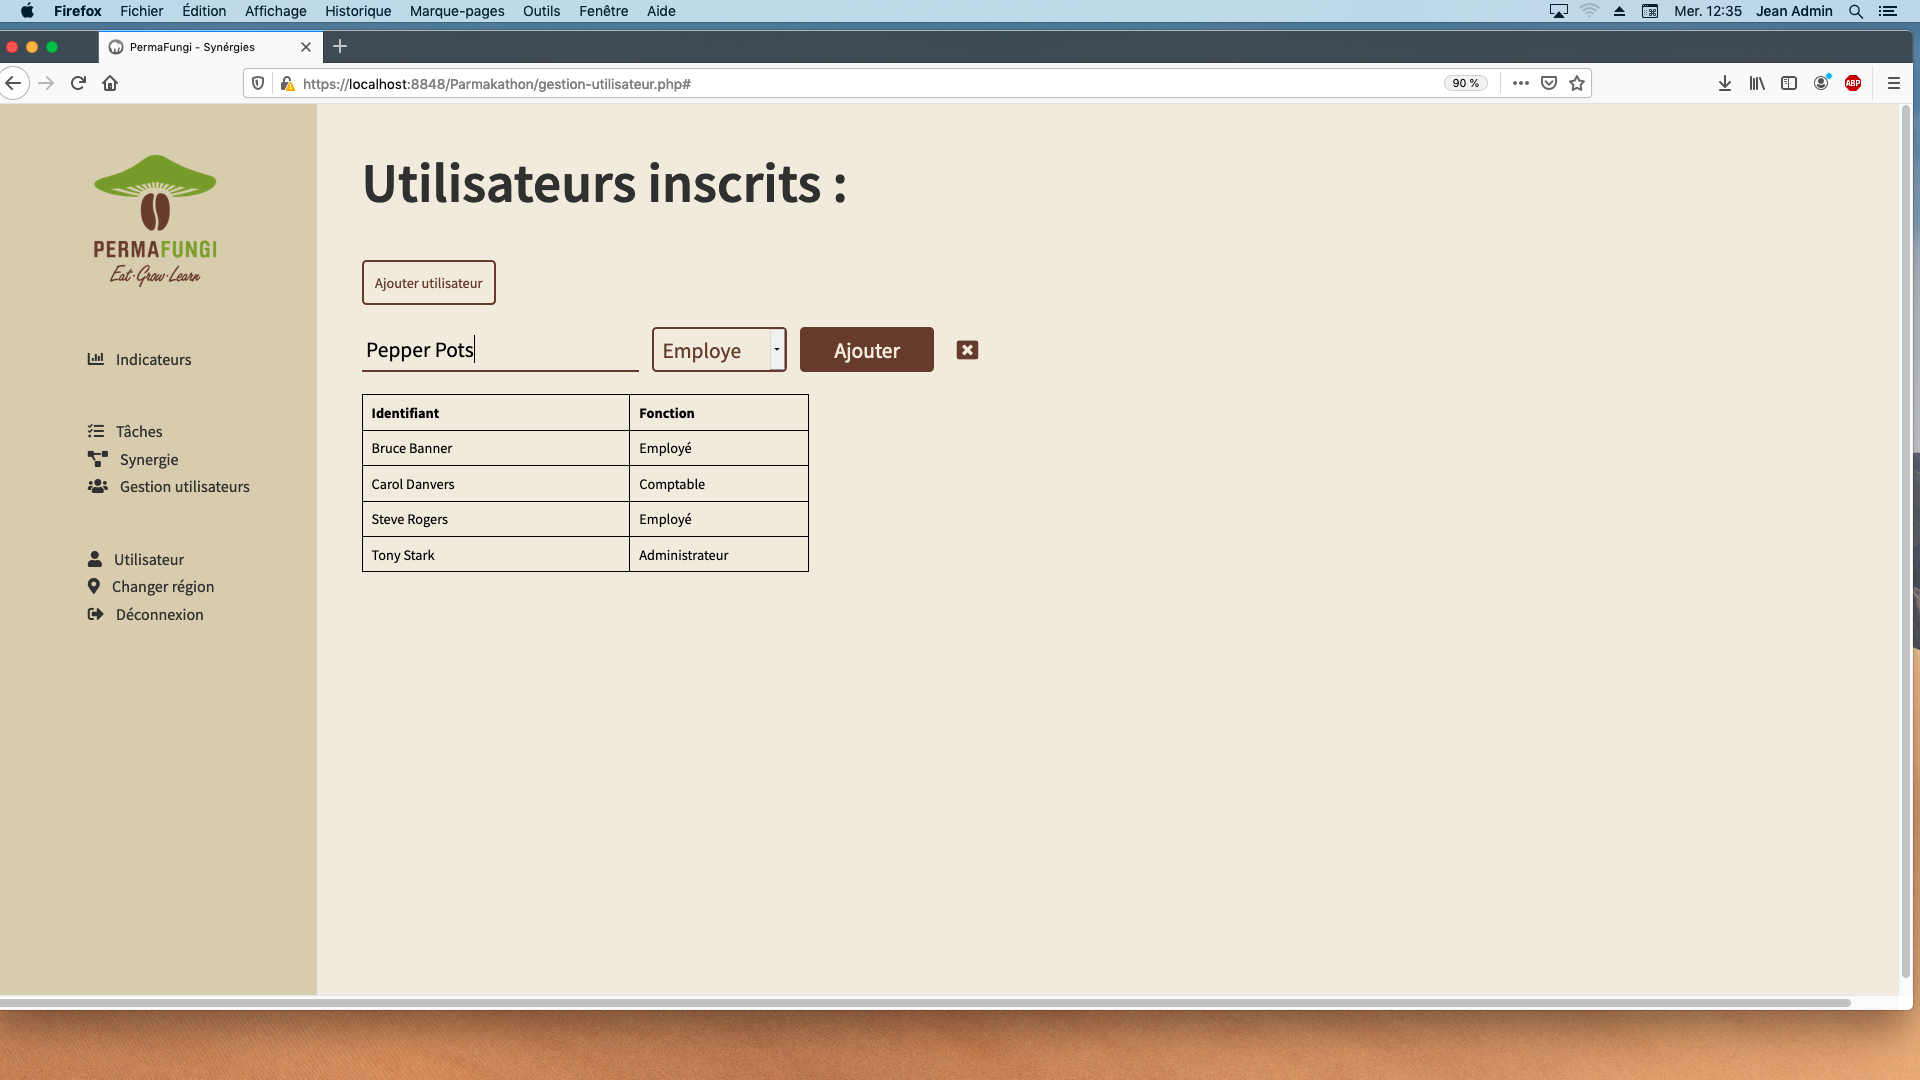 Firefox Fichier Édition Affichage Historique Marque-pages Outils Fenêtre Aide Mer. 12:35 Jean Admin
PermaFungi - Synérgies
https://localhost:8848/Parmakathon/gestion-utilisateur.php# 90 % ABP
PERMAFUNGI
Eat·Grow·Learn
Indicateurs
Tâches
Synergie
Gestion utilisateurs
Utilisateur
Changer région
Déconnexion
Utilisateurs inscrits :
Ajouter utilisateur
Pepper Pots Employe Ajouter
Identifiant Fonction
Bruce Banner Employé
Carol Danvers Comptable
Steve Rogers Employé
Tony Stark Administrateur